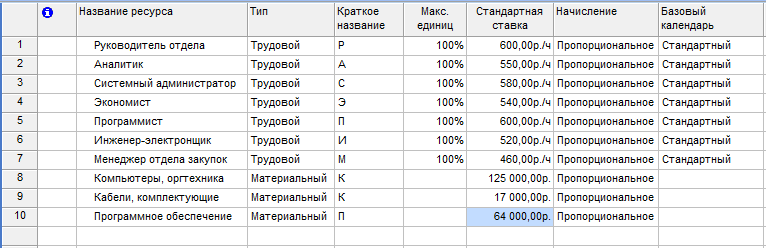 Название ресурса Тип Краткое название Макс. единиц Стандартная ставка Начисление Базовый календарь
1 Руководитель отдела Трудовой Р 100% 600,00р./ч Пропорциональное Стандартный
2 Аналитик Трудовой А 100% 550,00р./ч Пропорциональное Стандартный
3 Системный администратор Трудовой С 100% 580,00р./ч Пропорциональное Стандартный
4 Экономист Трудовой Э 100% 540,00р./ч Пропорциональное Стандартный
5 Программист Трудовой П 100% 600,00р./ч Пропорциональное Стандартный
6 Инженер-электронщик Трудовой И 100% 520,00р./ч Пропорциональное Стандартный
7 Менеджер отдела закупок Трудовой М 100% 460,00р./ч Пропорциональное Стандартный
8 Компьютеры, оргтехника Материальный К 125 000,00р. Пропорциональное
9 Кабели, комплектующие Материальный К 17 000,00р. Пропорциональное
10 Программное обеспечение Материальный П 64 000,00р. Пропорциональное